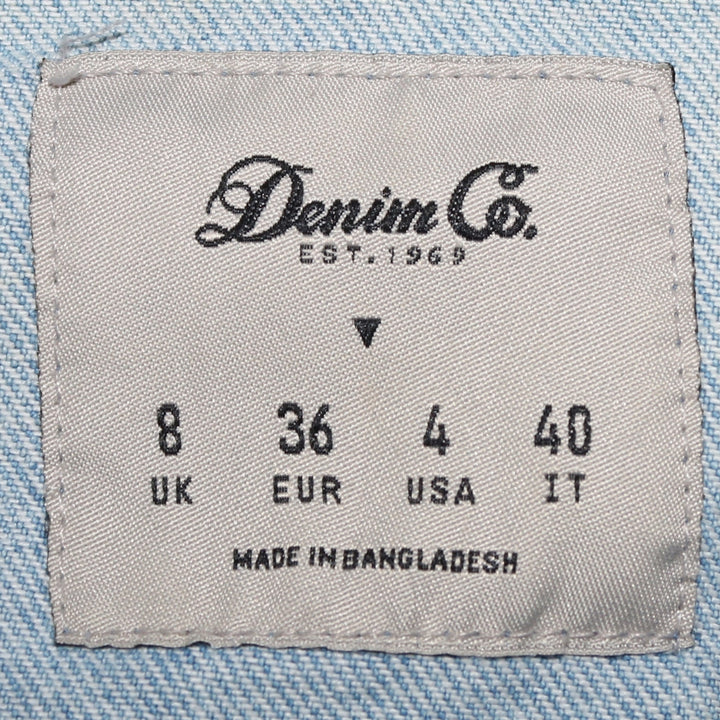 Denim Co.
EST. 1969
8 36 4 40
UK EUR USA IT
MADE IN BANGLADESH